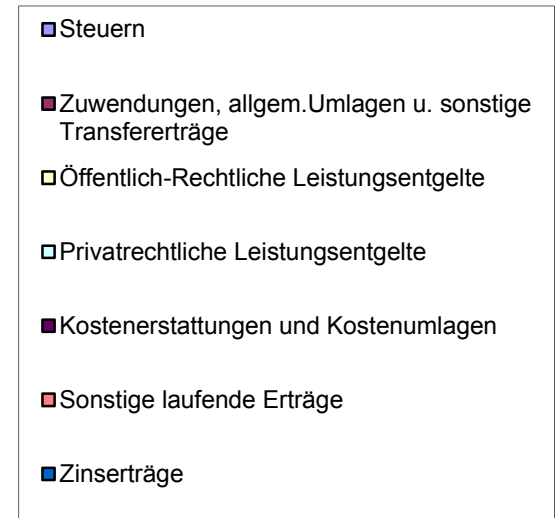 Steuern
Zuwendungen, allgem.Umlagen u. sonstige
Transfererträge
Öffentlich-Rechtliche Leistungsentgelte
Privatrechtliche Leistungsentgelte
Kostenerstattungen und Kostenumlagen
Sonstige laufende Erträge
Zinserträge